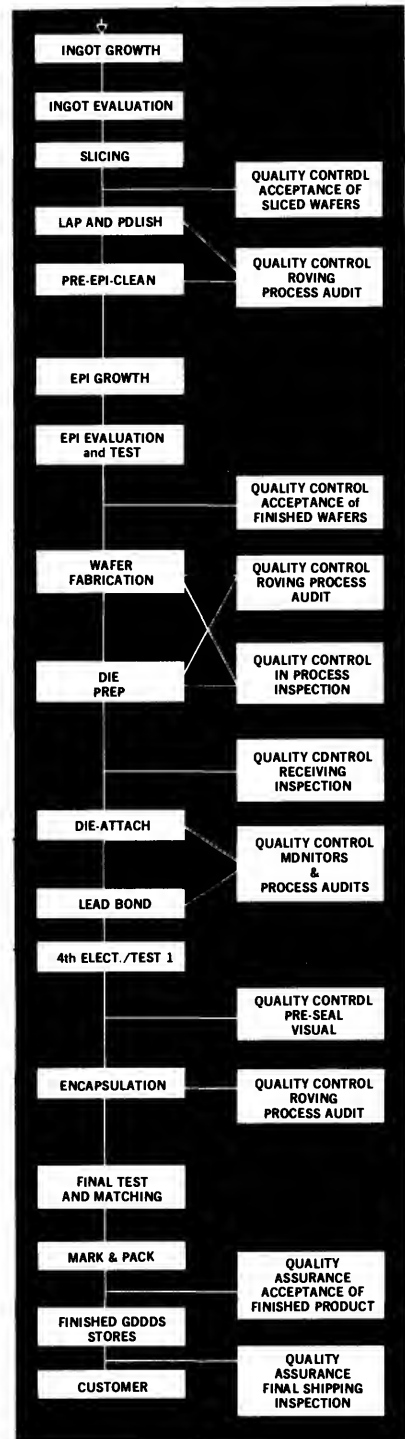 INGOT GROWTH
INGOT EVALUATION
SLICING
QUALITY CONTRDL
ACCEPTANCE OF
SLICED WAFERS
LAP AND PDLISH
QUALITY CONTROL
ROVING
PROCESS AUDIT
PRE-EPI-CLEAN
EPI GROWTH
EPI EVALUATION
and TEST
QUALITY CONTROL
ACCEPTANCE of
FINISHED WAFERS
WAFER
FABRICATION
QUALITY CONTROL
ROVING PROCESS
AUDIT
QUALITY CONTROL
IN PROCESS
INSPECTION
DIE
PREP
QUALITY CDNTROL
RECEIVING
INSPECTION
DIE-ATTACH
QUALITY CONTROL
MDNITORS
&
PROCESS AUDITS
LEAD BOND
4th ELECT./TEST 1
QUALITY CONTRDL
PRE-SEAL
VISUAL
ENCAPSULATION
QUALITY CONTROL
ROVING
PROCESS AUDIT
FINAL TEST
AND MATCHING
MARK & PACK
QUALITY
ASSURANCE
ACCEPTANCE OF
FINISHED PRODUCT
FINISHED GDDDS
STORES
QUALITY
ASSURANCE
FINAL SHIPPING
INSPECTION
CUSTOMER